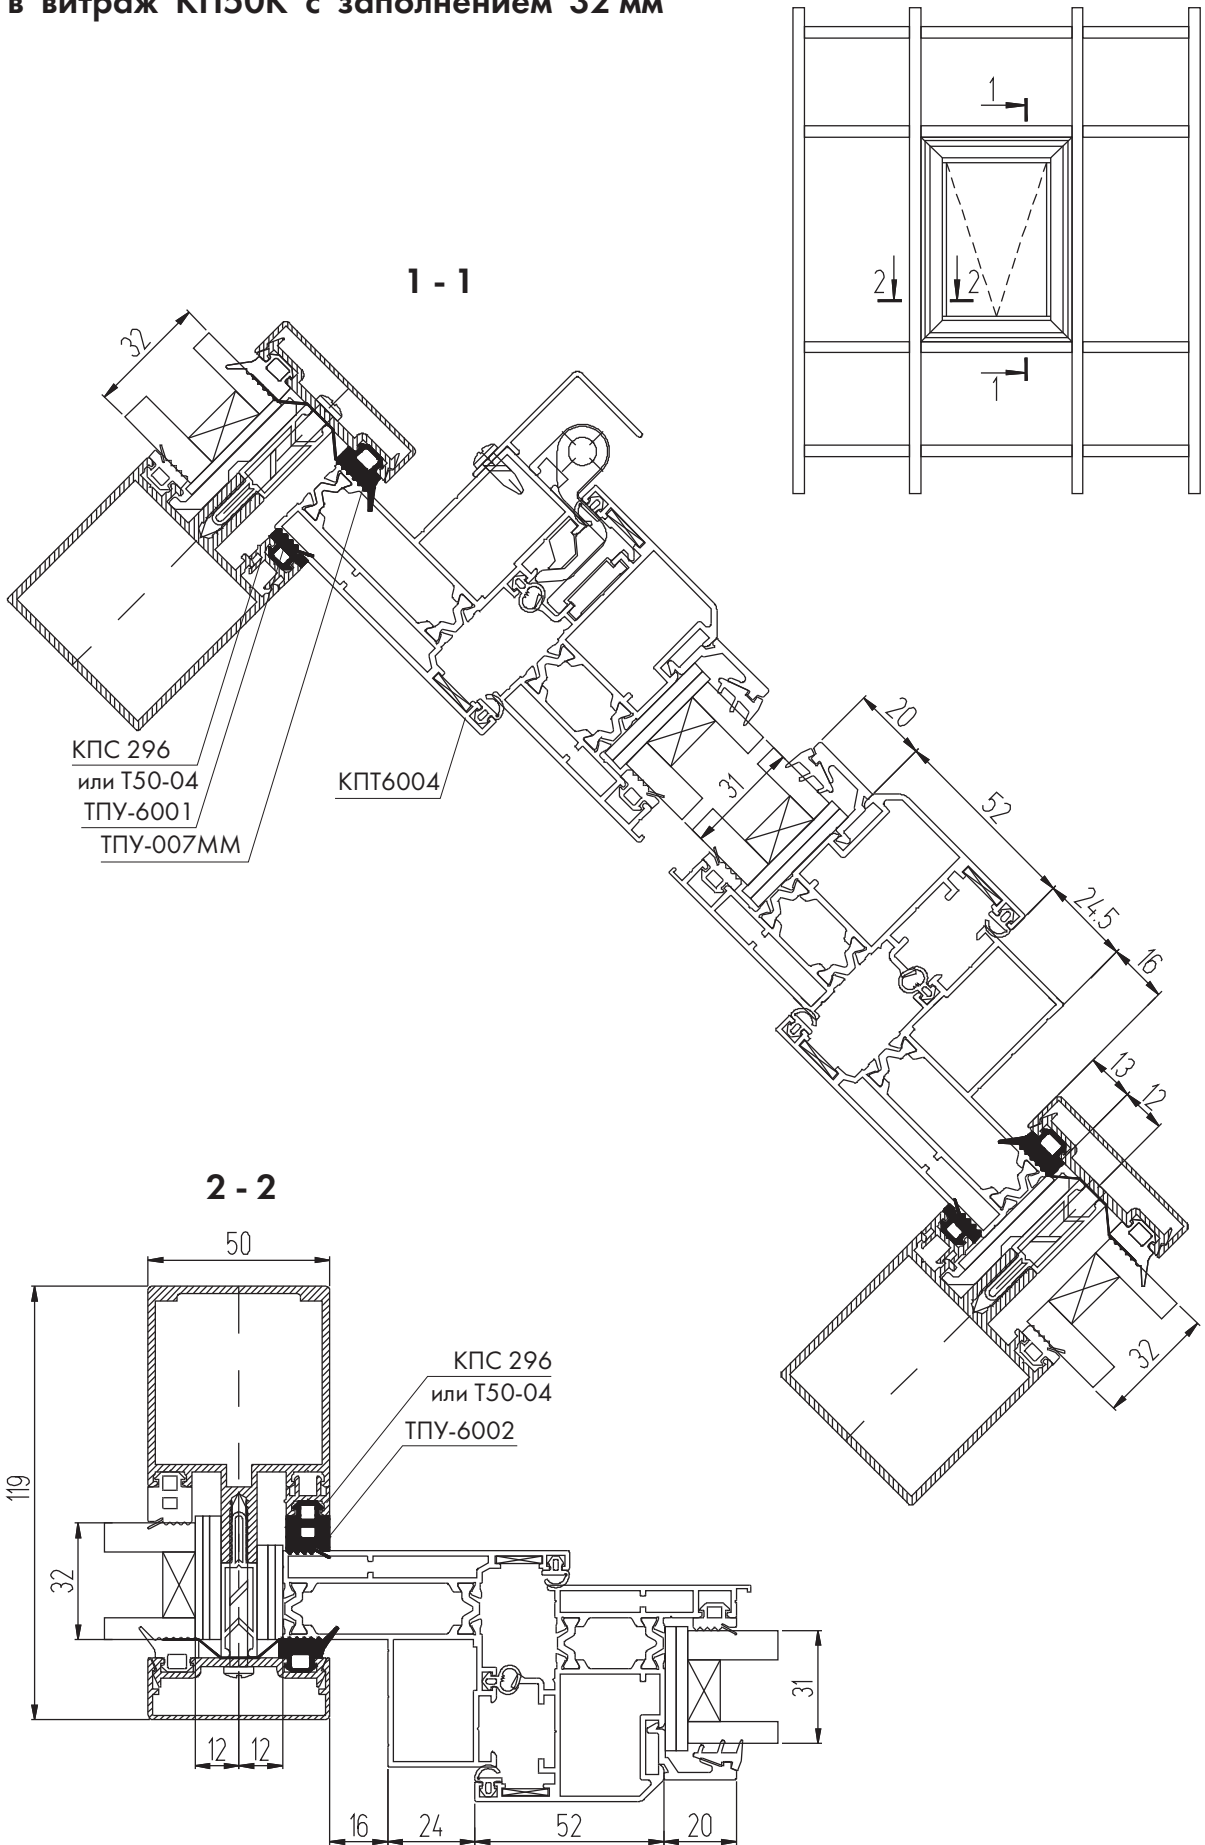 в витраж КП50К с заполнением 32 мм
1
2
2
1
1 - 1
32
КПС 296
или Т50-04
ТПУ-6001
ТПУ-007ММ
КПТ6004
31
20
52
24.5
16
13
12
32
2 - 2
50
119
32
КПС 296
или Т50-04
ТПУ-6002
31
12
12
16
24
52
20